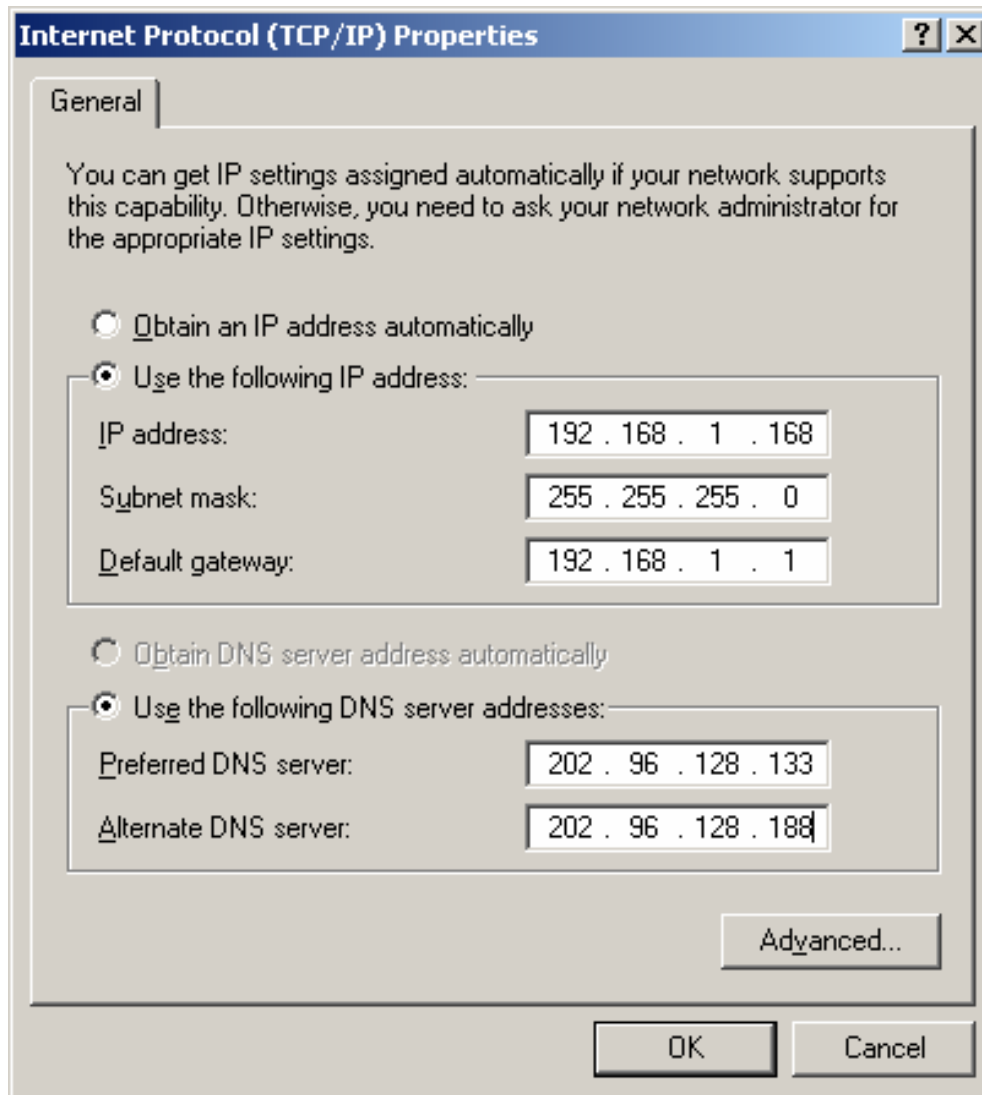 Internet Protocol (TCP/IP) Properties
General
You can get IP settings assigned automatically if your network supports
this capability. Otherwise, you need to ask your network administrator for
the appropriate IP settings.
Obtain an IP address automatically
Use the following IP address:
IP address: 192 . 168 . 1 . 168
Subnet mask: 255 . 255 . 255 . 0
Default gateway: 192 . 168 . 1 . 1
Obtain DNS server address automatically
Use the following DNS server addresses:
Preferred DNS server: 202 . 96 . 128 . 133
Alternate DNS server: 202 . 96 . 128 . 188
Advanced...
OK Cancel